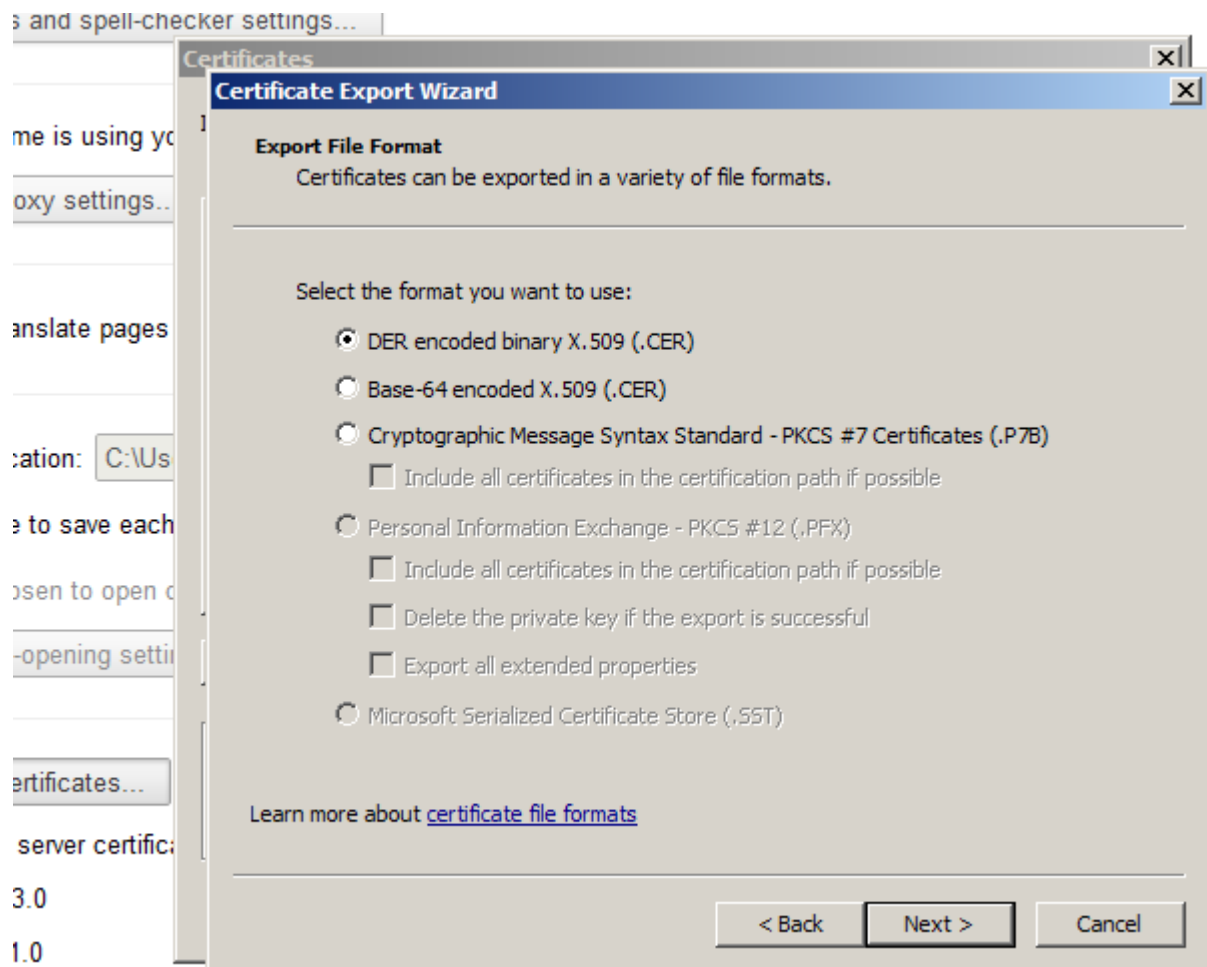 s and spell-checker settings...
Certificates
Certificate Export Wizard
me is using yo
Export File Format
Certificates can be exported in a variety of file formats.
oxy settings..
Select the format you want to use:
anslate pages
DER encoded binary X.509 (.CER)
Base-64 encoded X.509 (.CER)
Cryptographic Message Syntax Standard - PKCS #7 Certificates (.P7B)
cation: C:\Us
Include all certificates in the certification path if possible
e to save each
Personal Information Exchange - PKCS #12 (.PFX)
Include all certificates in the certification path if possible
osen to open
Delete the private key if the export is successful
-opening setti
Export all extended properties
Microsoft Serialized Certificate Store (.SST)
ertificates...
Learn more about certificate file formats
server certifica
3.0
< Back Next > Cancel
1.0